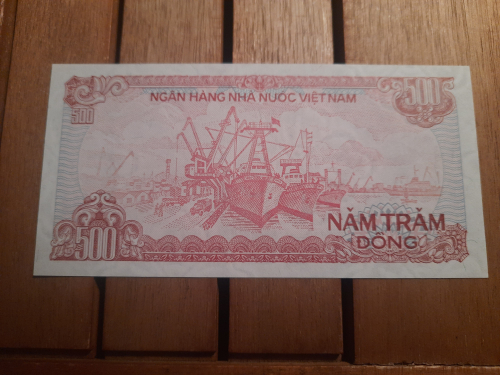 500
NGÂN HÀNG NHÀ NƯỚC VIỆT NAM
500
500
NĂM TRĂM
ĐỒNG